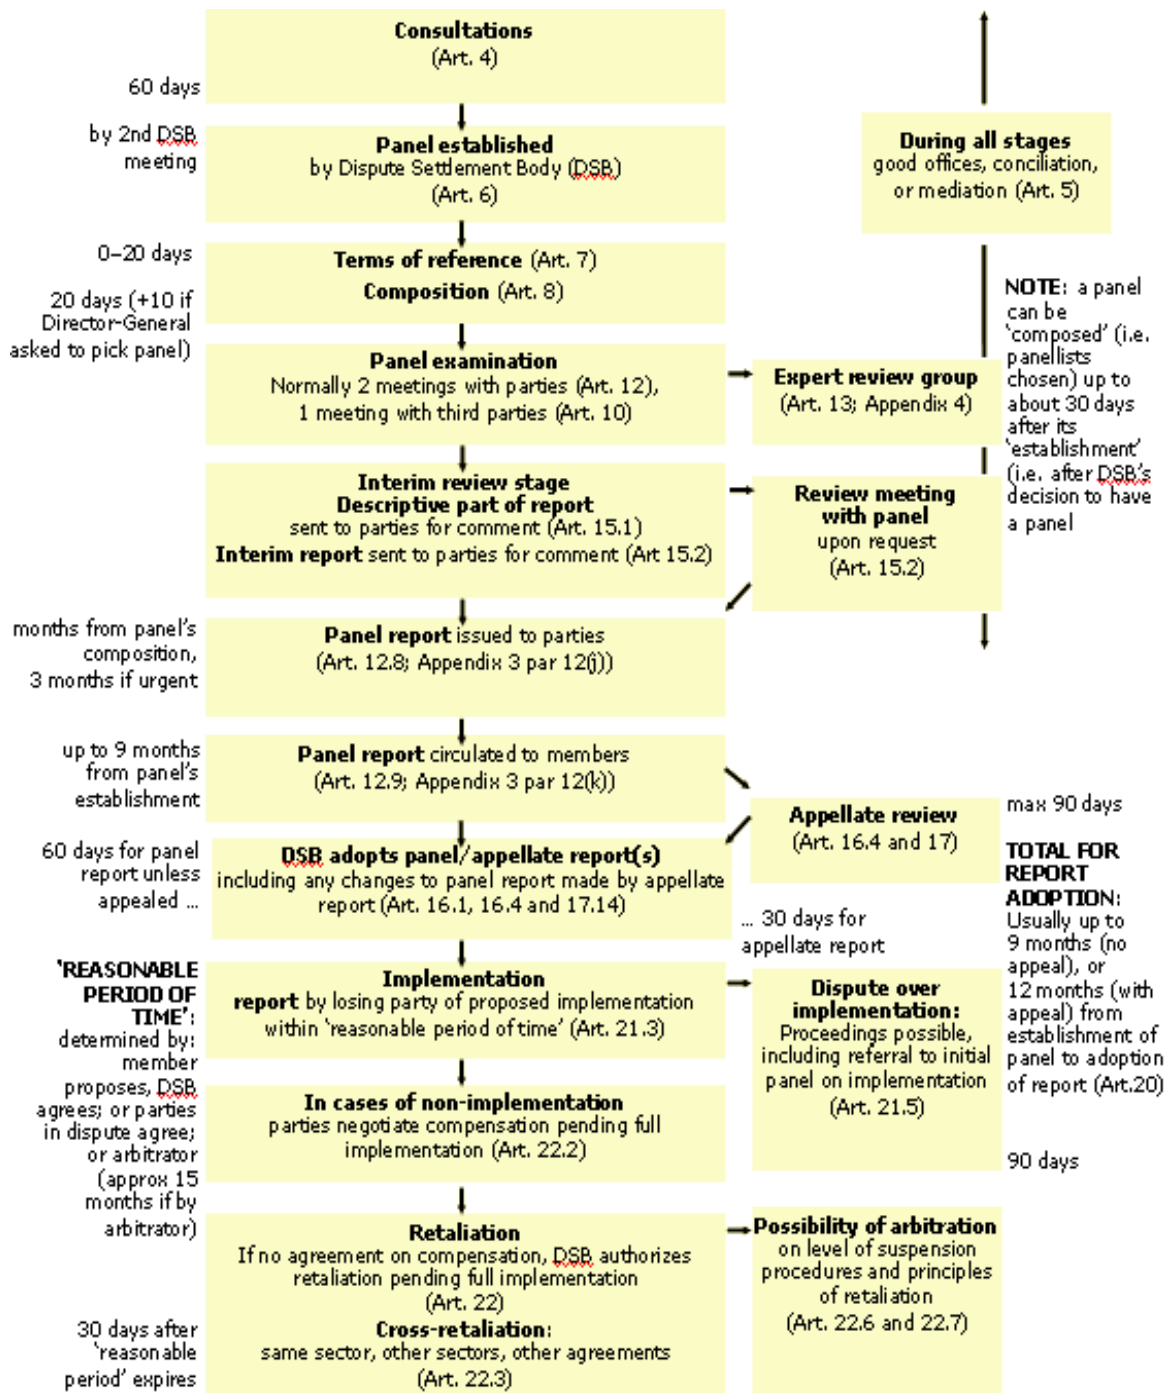 Consultations
(Art. 4)
60 days
by 2nd DSB
meeting
Panel established
by Dispute Settlement Body (DSB)
(Art. 6)
During all stages
good offices, conciliation,
or mediation (Art. 5)
0–20 days
Terms of reference (Art. 7)
Composition (Art. 8)
20 days (+10 if
Director-General
asked to pick panel)
NOTE: a panel
can be
‘composed’ (i.e.
panellists
chosen) up to
about 30 days
after its
‘establishment’
(i.e. after DSB’s
decision to have
a panel
Panel examination
Normally 2 meetings with parties (Art. 12),
1 meeting with third parties (Art. 10)
Expert review group
(Art. 13; Appendix 4)
Interim review stage
Descriptive part of report
sent to parties for comment (Art. 15.1)
Interim report sent to parties for comment (Art 15.2)
Review meeting
with panel
upon request
(Art. 15.2)
months from panel’s
composition,
3 months if urgent
Panel report issued to parties
(Art. 12.8; Appendix 3 par 12(j))
up to 9 months
from panel’s
establishment
Panel report circulated to members
(Art. 12.9; Appendix 3 par 12(k))
Appellate review
(Art. 16.4 and 17)
max 90 days
60 days for panel
report unless
appealed ...
DSB adopts panel/appellate report(s)
including any changes to panel report made by appellate
report (Art. 16.1, 16.4 and 17.14)
... 30 days for
appellate report
TOTAL FOR
REPORT
ADOPTION:
Usually up to
9 months (no
appeal), or
12 months (with
appeal) from
establishment of
panel to adoption
of report (Art.20)
‘REASONABLE
PERIOD OF
TIME’:
determined by:
member
proposes, DSB
agrees; or parties
in dispute agree;
or arbitrator
(approx 15
months if by
arbitrator)
Implementation
report by losing party of proposed implementation
within ‘reasonable period of time’ (Art. 21.3)
Dispute over
implementation:
Proceedings possible,
including referral to initial
panel on implementation
(Art. 21.5)
90 days
In cases of non-implementation
parties negotiate compensation pending full
implementation (Art. 22.2)
Retaliation
If no agreement on compensation, DSB authorizes
retaliation pending full implementation
(Art. 22)
Cross-retaliation:
same sector, other sectors, other agreements
(Art. 22.3)
Possibility of arbitration
on level of suspension
procedures and principles
of retaliation
(Art. 22.6 and 22.7)
30 days after
‘reasonable
period’ expires